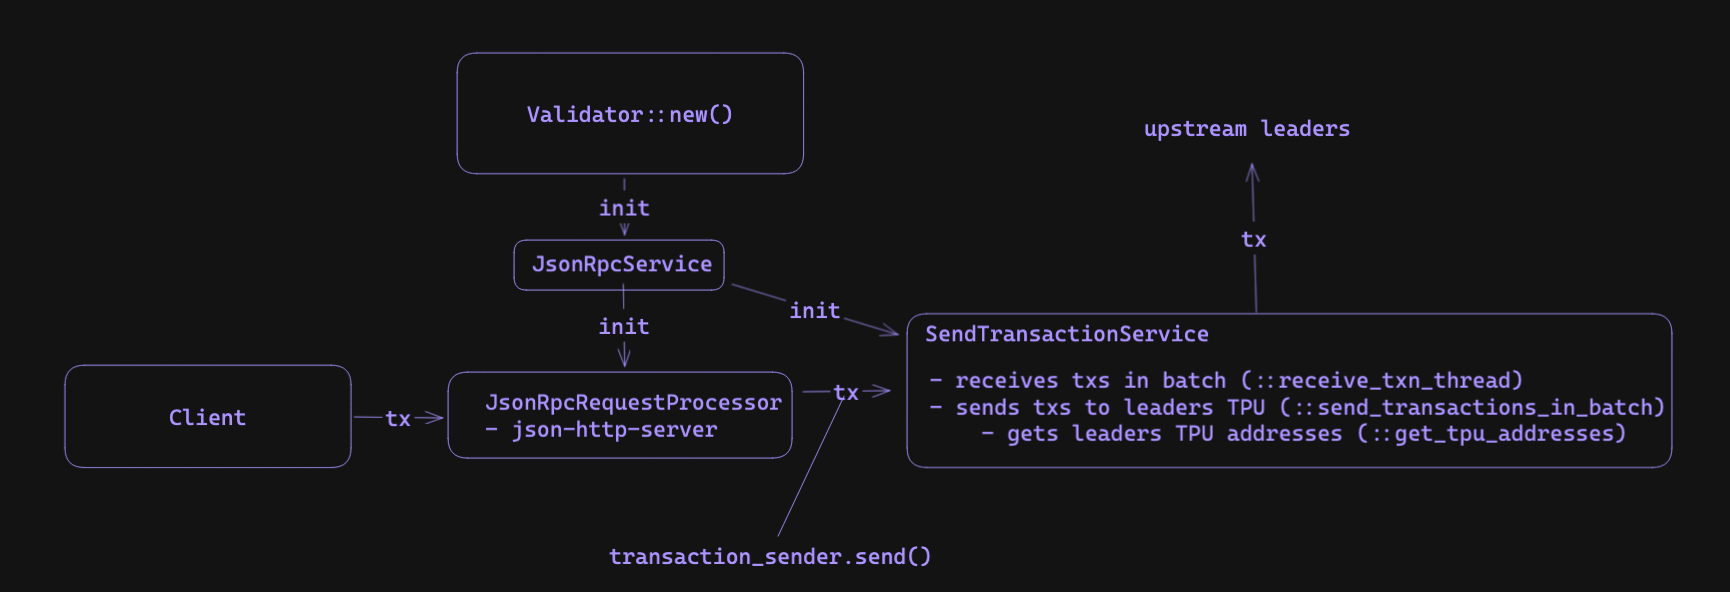 Validator::new()
upstream leaders
init
tx
JsonRpcService
init
init
SendTransactionService
- receives txs in batch (::receive_txn_thread)
- sends txs to leaders TPU (::send_transactions_in_batch)
- gets leaders TPU addresses (::get_tpu_addresses)
Client
tx
JsonRpcRequestProcessor
- json-http-server
tx
transaction_sender.send()